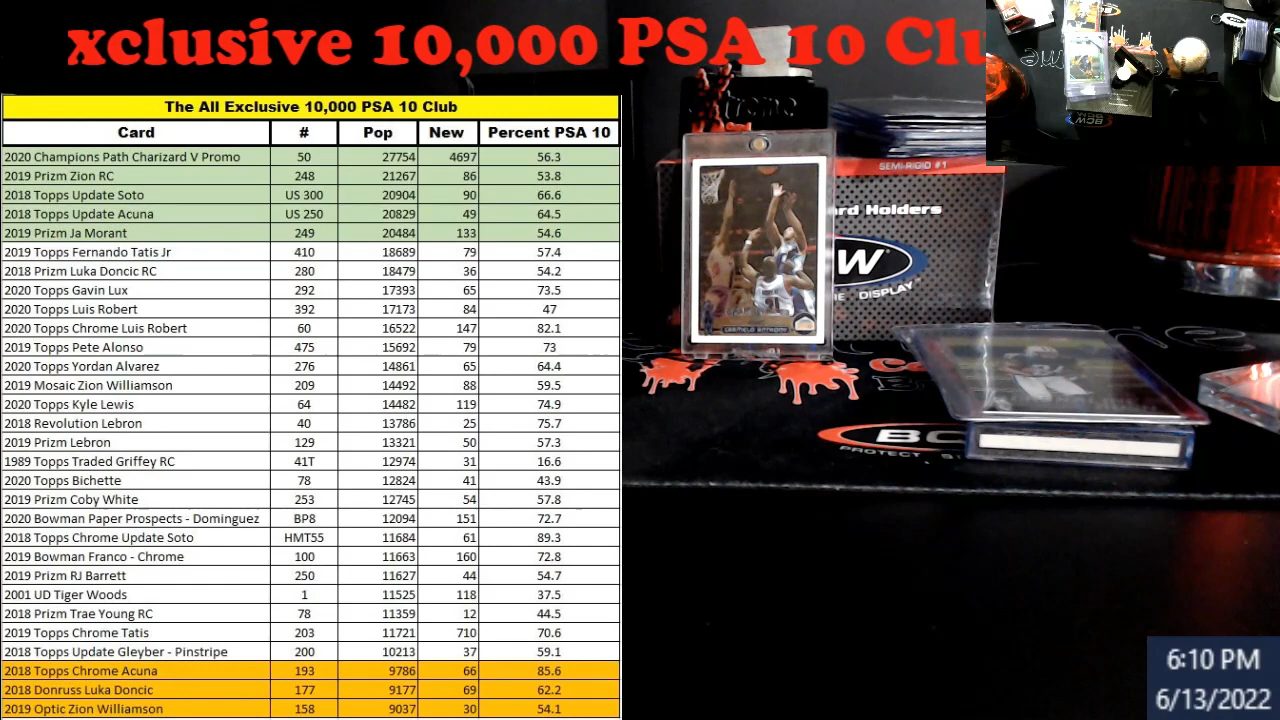 xclusive 10,000 PSA 10 Clu
The All Exclusive 10,000 PSA 10 Club
Card # Pop New Percent PSA 10
2020 Champions Path Charizard V Promo 50 27754 4697 56.3
2019 Prizm Zion RC 248 21267 86 53.8
2018 Topps Update Soto US 300 20904 90 66.6
2018 Topps Update Acuna US 250 20829 49 64.5
2019 Prizm Ja Morant 249 20484 133 54.6
2019 Topps Fernando Tatis Jr 410 18689 79 57.4
2018 Prizm Luka Doncic RC 280 18479 36 54.2
2020 Topps Gavin Lux 292 17393 65 73.5
2020 Topps Luis Robert 392 17173 84 47
2020 Topps Chrome Luis Robert 60 16522 147 82.1
2019 Topps Pete Alonso 475 15692 79 73
2020 Topps Yordan Alvarez 276 14861 65 64.4
2019 Mosaic Zion Williamson 209 14492 88 59.5
2020 Topps Kyle Lewis 64 14482 119 74.9
2018 Revolution Lebron 40 13786 25 75.7
2019 Prizm Lebron 129 13321 50 57.3
1989 Topps Traded Griffey RC 41T 12974 31 16.6
2020 Topps Bichette 78 12824 41 43.9
2019 Prizm Coby White 253 12745 54 57.8
2020 Bowman Paper Prospects - Dominguez BP8 12094 151 72.7
2018 Topps Chrome Update Soto HMT55 11684 61 89.3
2019 Bowman Franco - Chrome 100 11663 160 72.8
2019 Prizm RJ Barrett 250 11627 44 54.7
2001 UD Tiger Woods 1 11525 118 37.5
2018 Prizm Trae Young RC 78 11359 12 44.5
2019 Topps Chrome Tatis 203 11721 710 70.6
2018 Topps Update Gleyber - Pinstripe 200 10213 37 59.1
2018 Topps Chrome Acuna 193 9786 66 85.6
2018 Donruss Luka Doncic 177 9177 69 62.2
2019 Optic Zion Williamson 158 9037 30 54.1
SEMI-RIGID #1
ord Holders
W
RE · DISPLAY
CARMELO ANTHONY
BC
PROTECT · S
BCW
6:10 PM
6/13/2022